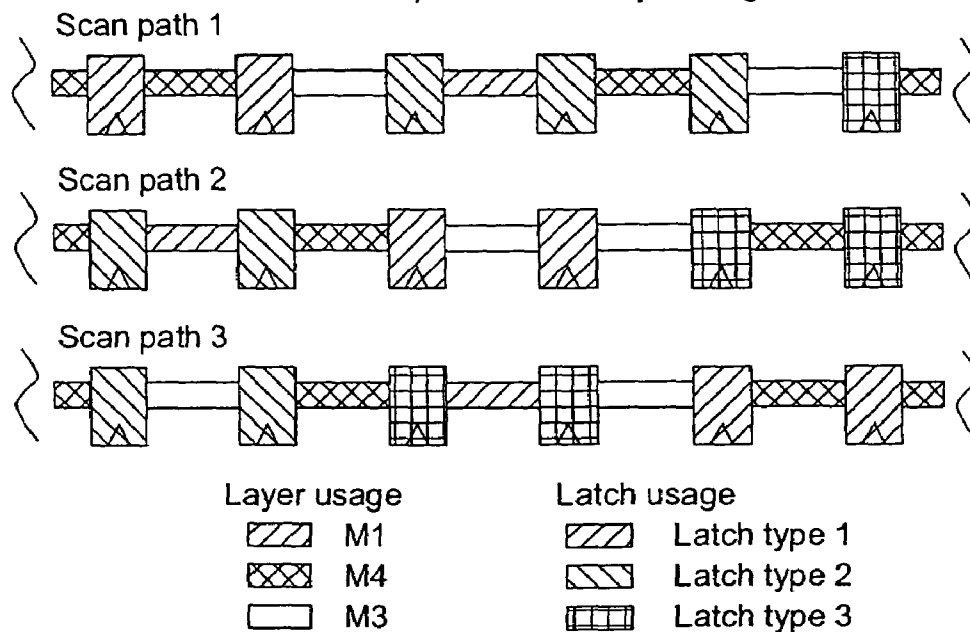 Scan path 1
Scan path 2
Scan path 3
Layer usage
M1
M4
M3
Latch usage
Latch type 1
Latch type 2
Latch type 3